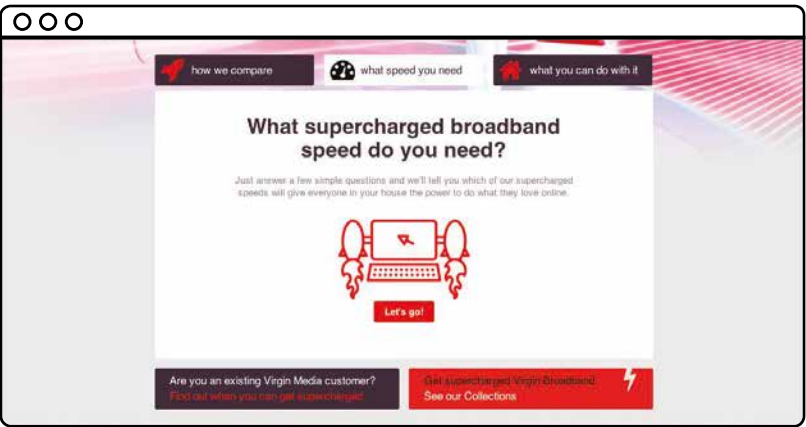 how we compare
what speed you need
what you can do with it
What supercharged broadband
speed do you need?
Just answer a few simple questions and we'll tell you which of our supercharged
speeds will give everyone in your house the power to do what they love online.
Let's go!
Are you an existing Virgin Media customer?
Find out when you can get supercharged
Get supercharged Virgin Broadband
See our Collections